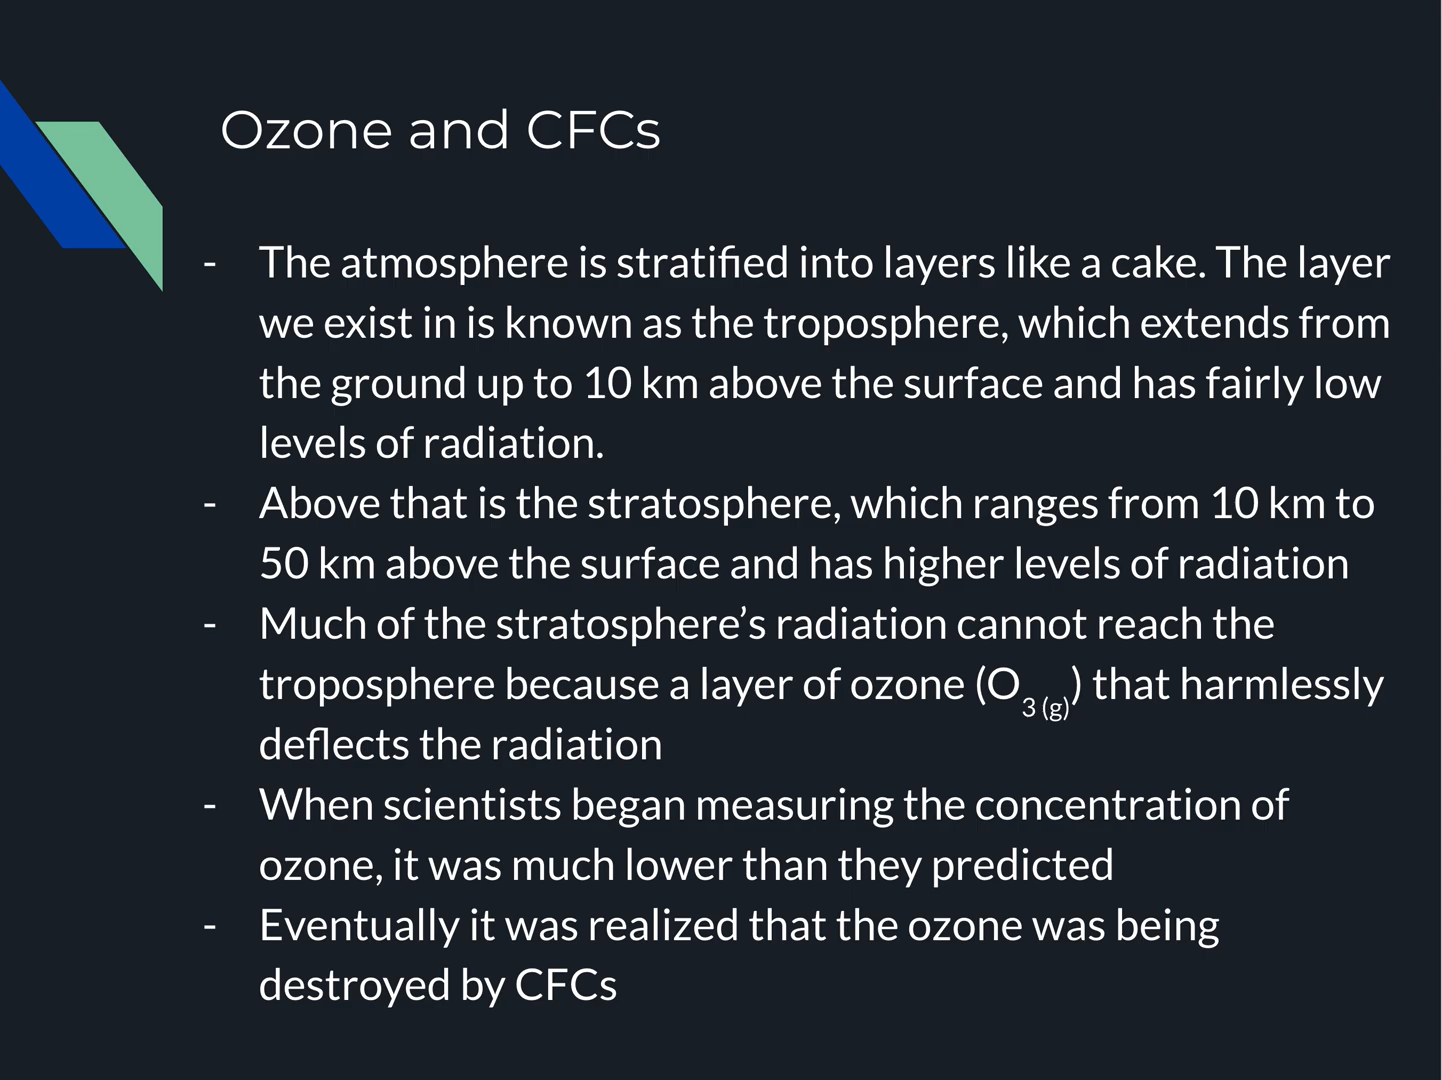 Ozone and CFCs
- The atmosphere is stratified into layers like a cake. The layer
we exist in is known as the troposphere, which extends from
the ground up to 10 km above the surface and has fairly low
levels of radiation.
- Above that is the stratosphere, which ranges from 10 km to
50 km above the surface and has higher levels of radiation
- Much of the stratosphere’s radiation cannot reach the
troposphere because a layer of ozone (O3 (g)) that harmlessly
deflects the radiation
- When scientists began measuring the concentration of
ozone, it was much lower than they predicted
- Eventually it was realized that the ozone was being
destroyed by CFCs